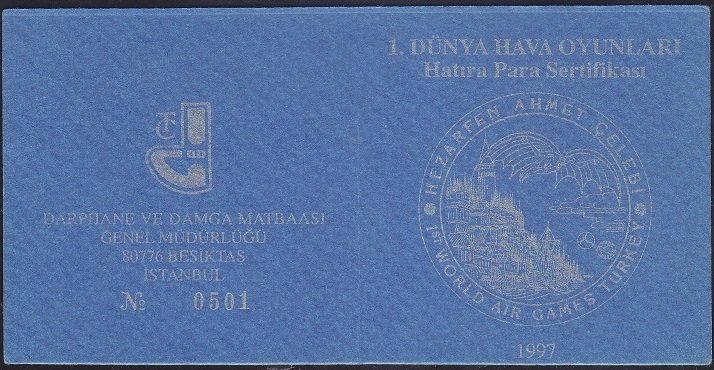 TC
DARPHANE VE DAMGA MATBAASI
GENEL MÜDÜRLÜĞÜ
80776 BEŞİKTAŞ
İSTANBUL
№ 0501
1. DÜNYA HAVA OYUNLARI
Hatıra Para Sertifikası
HEZARFEN AHMET ÇELEBİ
1ST WORLD AIR GAMES TURKEY
1997